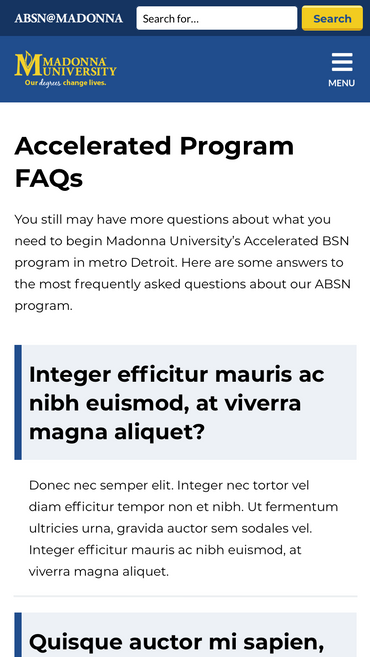 ABSN@MADONNA
Search for...
Search
MADONNA
UNIVERSITY
Our degrees change lives.
MENU
Accelerated Program
FAQs
You still may have more questions about what you
need to begin Madonna University’s Accelerated BSN
program in metro Detroit. Here are some answers to
the most frequently asked questions about our ABSN
program.
Integer efficitur mauris ac
nibh euismod, at viverra
magna aliquet?
Donec nec semper elit. Integer nec tortor vel
diam efficitur tempor non et nibh. Ut fermentum
ultricies urna, gravida auctor sem sodales vel.
Integer efficitur mauris ac nibh euismod, at
viverra magna aliquet.
Quisque auctor mi sapien,